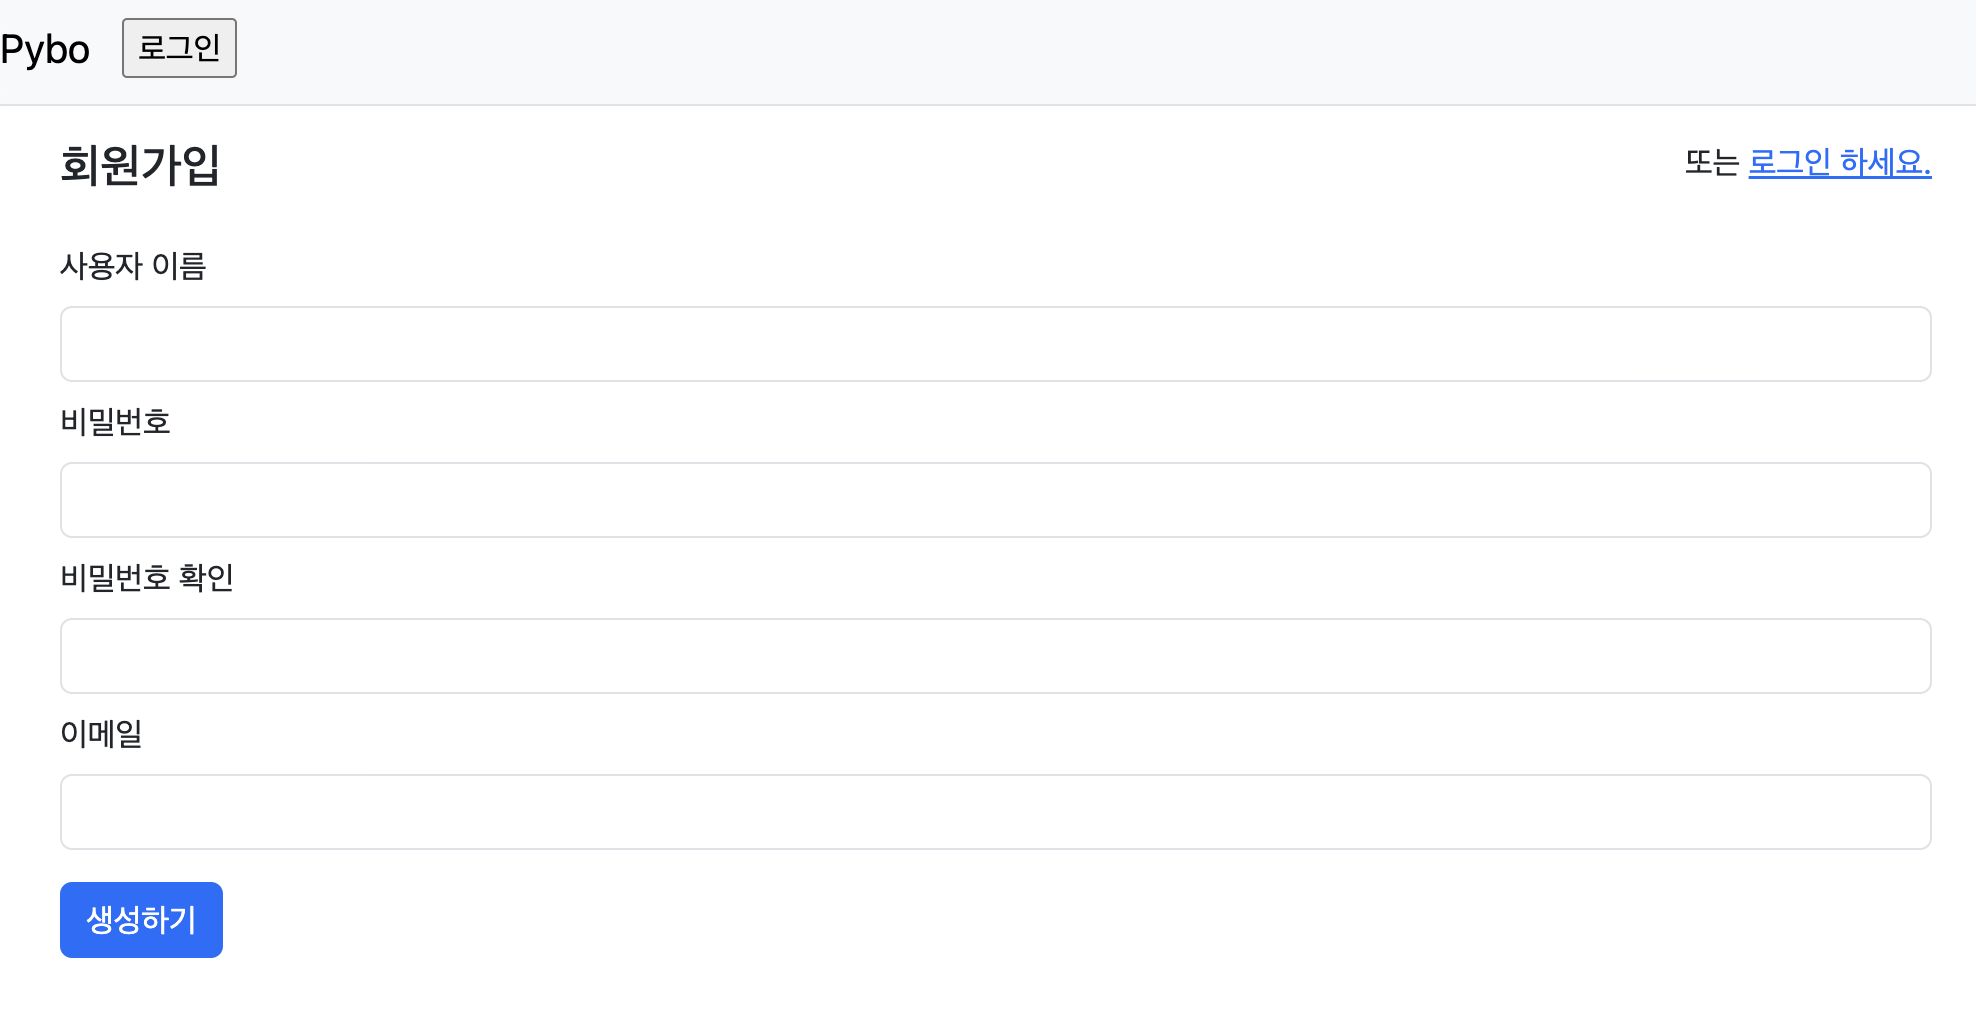 Pybo 로그인
회원가입 또는 로그인 하세요.
사용자 이름
비밀번호
비밀번호 확인
이메일
생성하기